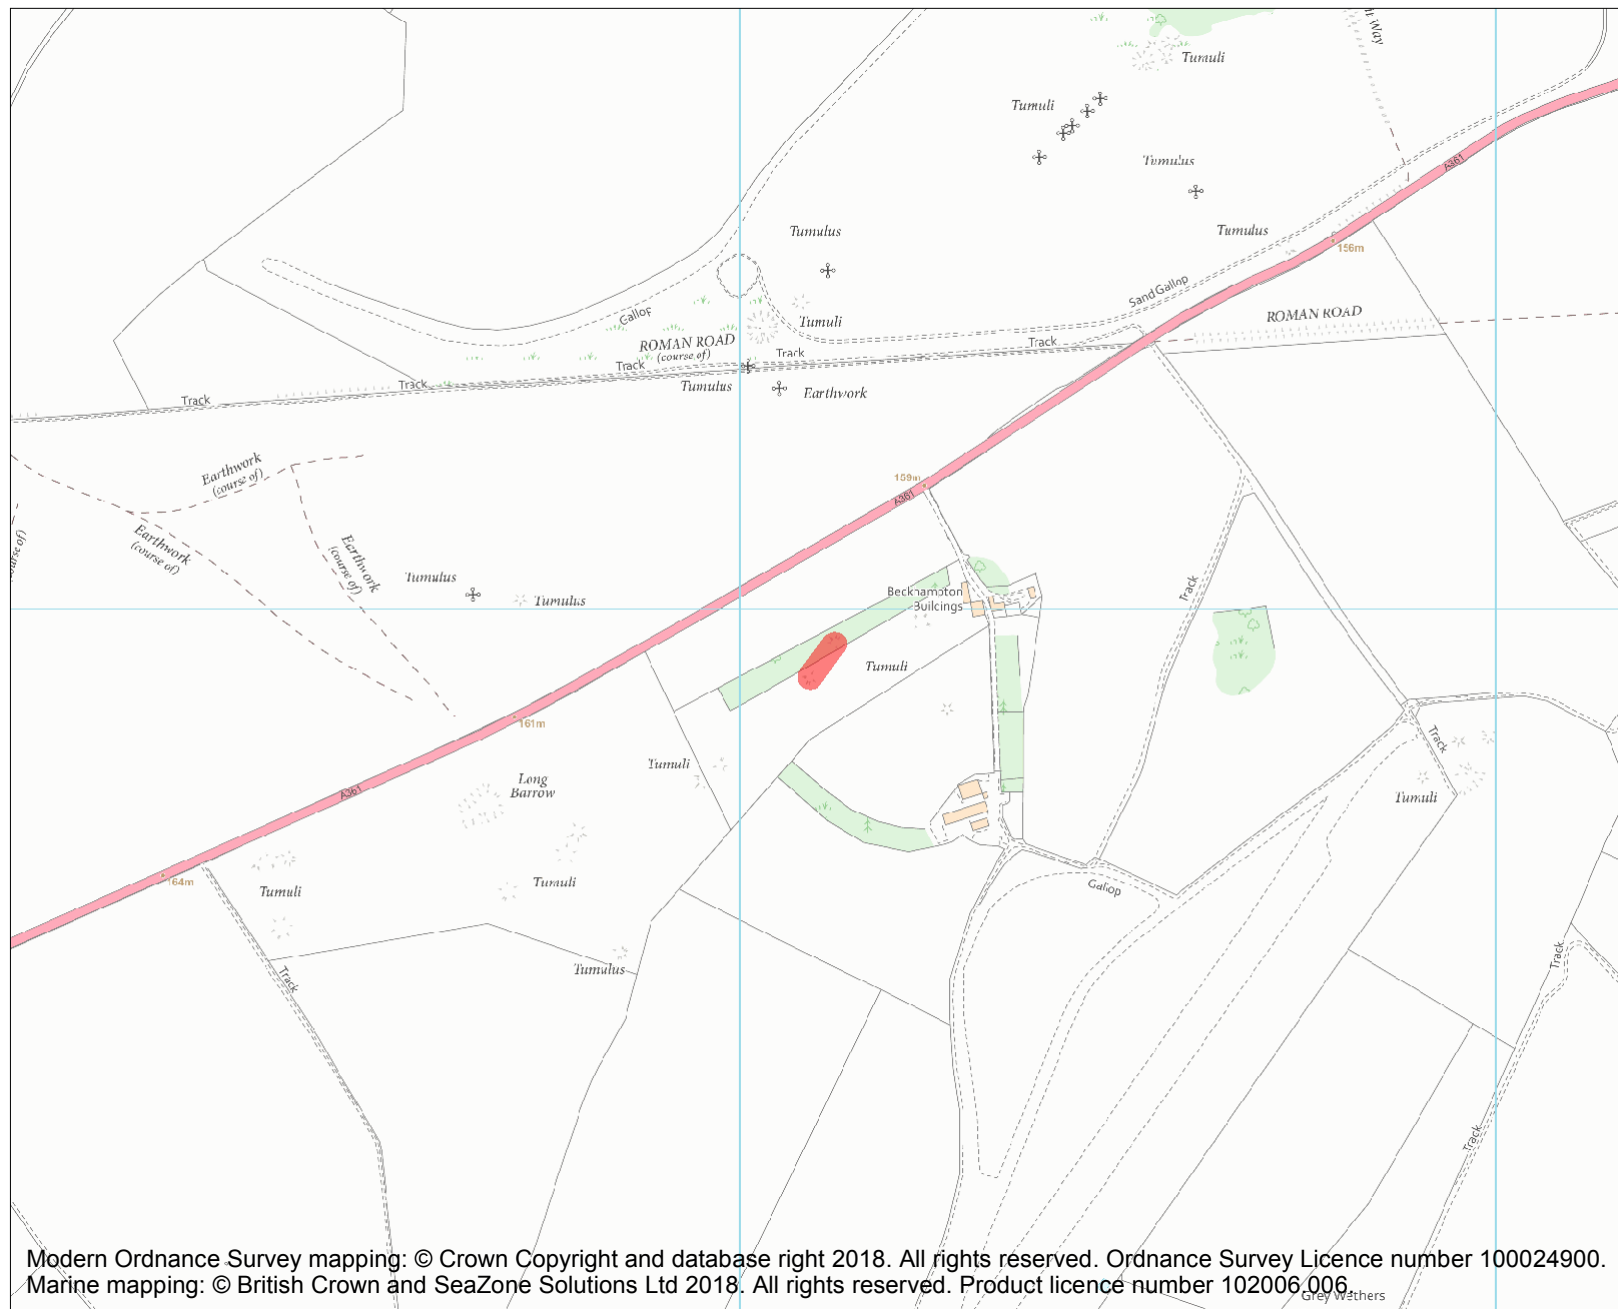 Way
Tumuli
Tumuli
A361
Tumulus
Tumulus
Tumulus
156m
Sand Gallop
Gallop
Tumuli
ROMAN ROAD
ROMAN ROAD
(course of)
Track
Track
Track
Track
Track
Tumulus
Earthwork
Earthwork
(course of)
159m
A361
Earthwork
(course of)
Earthwork
(course of)
Tumulus
Tumulus
Beckhampton
Buildings
Track
Tumuli
161m
Track
Tumuli
Long
Barrow
A361
Tumuli
164m
Tumuli
Tumuli
Gallop
Tumulus
Track
Track
Track
Modern Ordnance Survey mapping: © Crown Copyright and database right 2018. All rights reserved. Ordnance Survey Licence number 100024900.
Marine mapping: © British Crown and SeaZone Solutions Ltd 2018. All rights reserved. Product licence number 102006.006.
Grey Wethers